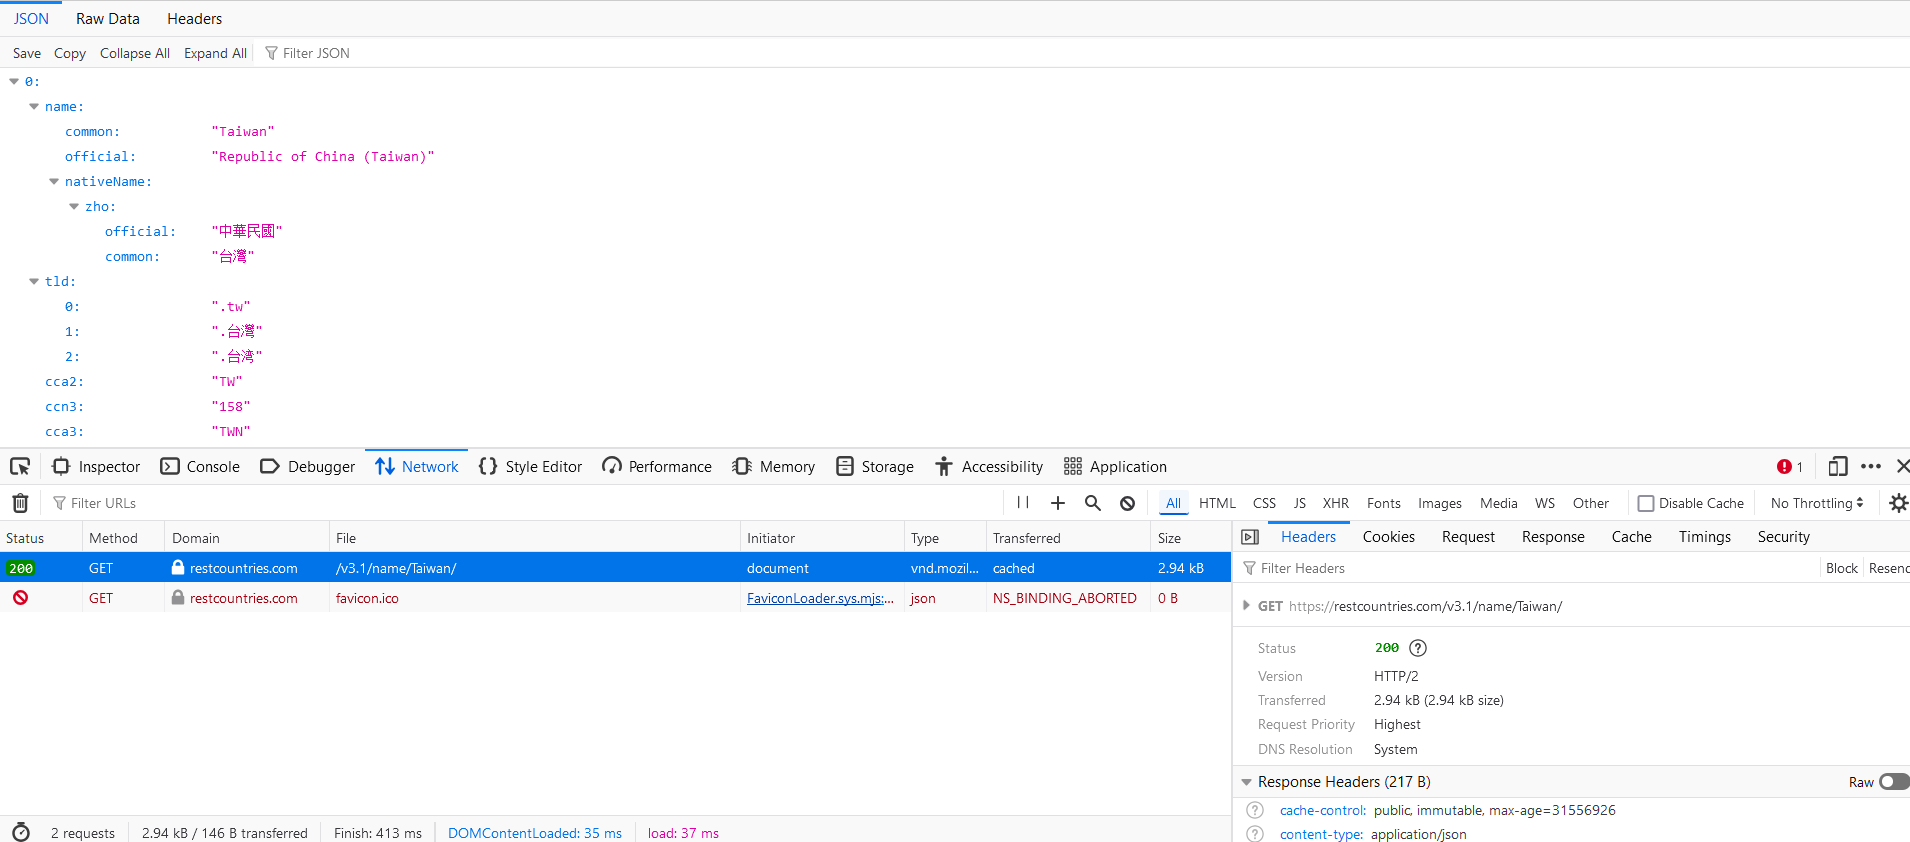 JSON Raw Data Headers
Save Copy Collapse All Expand All Filter JSON
0:
name:
common: "Taiwan"
official: "Republic of China (Taiwan)"
nativeName:
zho:
official: "中華民國"
common: "台灣"
tld:
0: ".tw"
1: ".台灣"
2: ".台湾"
cca2: "TW"
ccn3: "158"
cca3: "TWN"
Inspector Console Debugger Network Style Editor Performance Memory Storage Accessibility Application 1
Filter URLs All HTML CSS JS XHR Fonts Images Media WS Other Disable Cache No Throttling
Status Method Domain File Initiator Type Transferred Size
200 GET restcountries.com /v3.1/name/Taiwan/ document vnd.mozil... cached 2.94 kB
GET restcountries.com favicon.ico FaviconLoader.sys.mjs:... json NS_BINDING_ABORTED 0 B
2 requests 2.94 kB / 146 B transferred Finish: 413 ms DOMContentLoaded: 35 ms load: 37 ms
Headers Cookies Request Response Cache Timings Security
Filter Headers Block Resend
GET https://restcountries.com/v3.1/name/Taiwan/
Status 200
Version HTTP/2
Transferred 2.94 kB (2.94 kB size)
Request Priority Highest
DNS Resolution System
Response Headers (217 B) Raw
cache-control: public, immutable, max-age=31556926
content-type: application/json